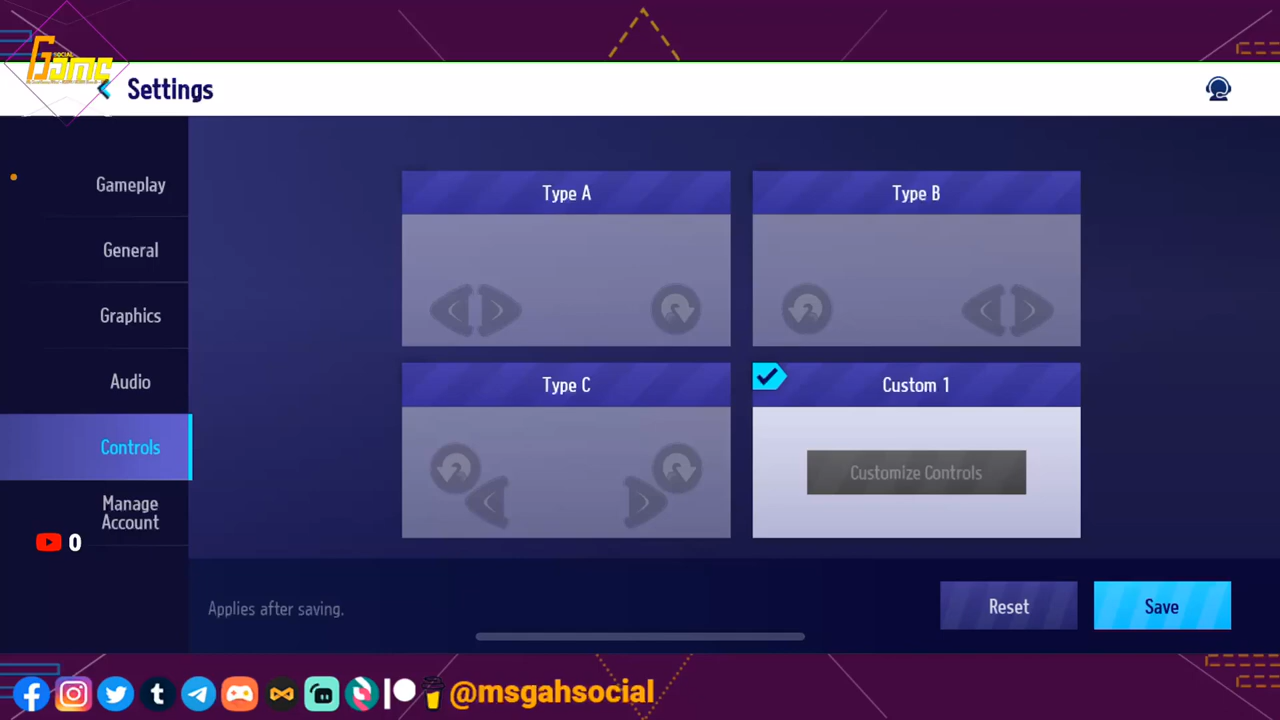 SOCIAL
Game
Settings
Gameplay
General
Graphics
Audio
Controls
Manage
Account
0
Type A
Type B
Type C
Custom 1
Customize Controls
Applies after saving.
Reset
Save
@msgahsocial